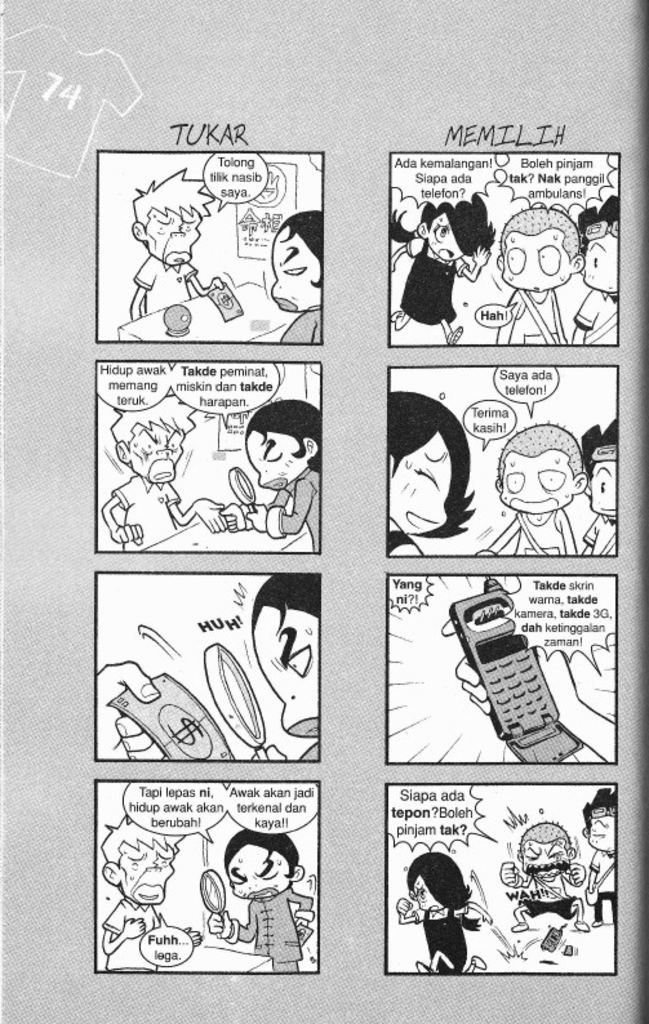 74
TUKAR
Tolong
tilik nasib
saya.
命相
Hidup awak
memang
teruk.
Takde peminat,
miskin dan takde
harapan.
HUH!
$
Tapi lepas ni,
hidup awak akan
berubah!
Awak akan jadi
terkenal dan
kaya!!
Fuhh...
lega.
MEMILIH
Ada kemalangan!
Siapa ada
telefon?
Boleh pinjam
tak? Nak panggil
ambulans!
Hah!
Saya ada
telefon!
Terima
kasih!
Yang
ni?!
Takde skrin
warna, takde
kamera, takde 3G,
dah ketinggalan
zaman!
Siapa ada
tepon?Boleh
pinjam tak?
WAH!!